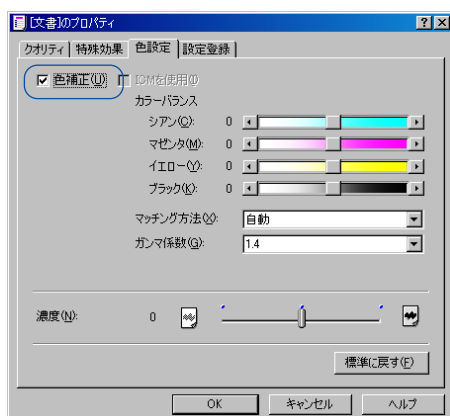 [文書]のプロパティ
クオリティ 特殊効果 色設定 設定登録
色補正(U) ICMを使用(I)
カラーバランス
シアン(C): 0
マゼンタ(M): 0
イエロー(Y): 0
ブラック(K): 0
マッチング方法(X): 自動
ガンマ係数(G): 1.4
濃度(N): 0
標準に戻す(F)
OK キャンセル ヘルプ